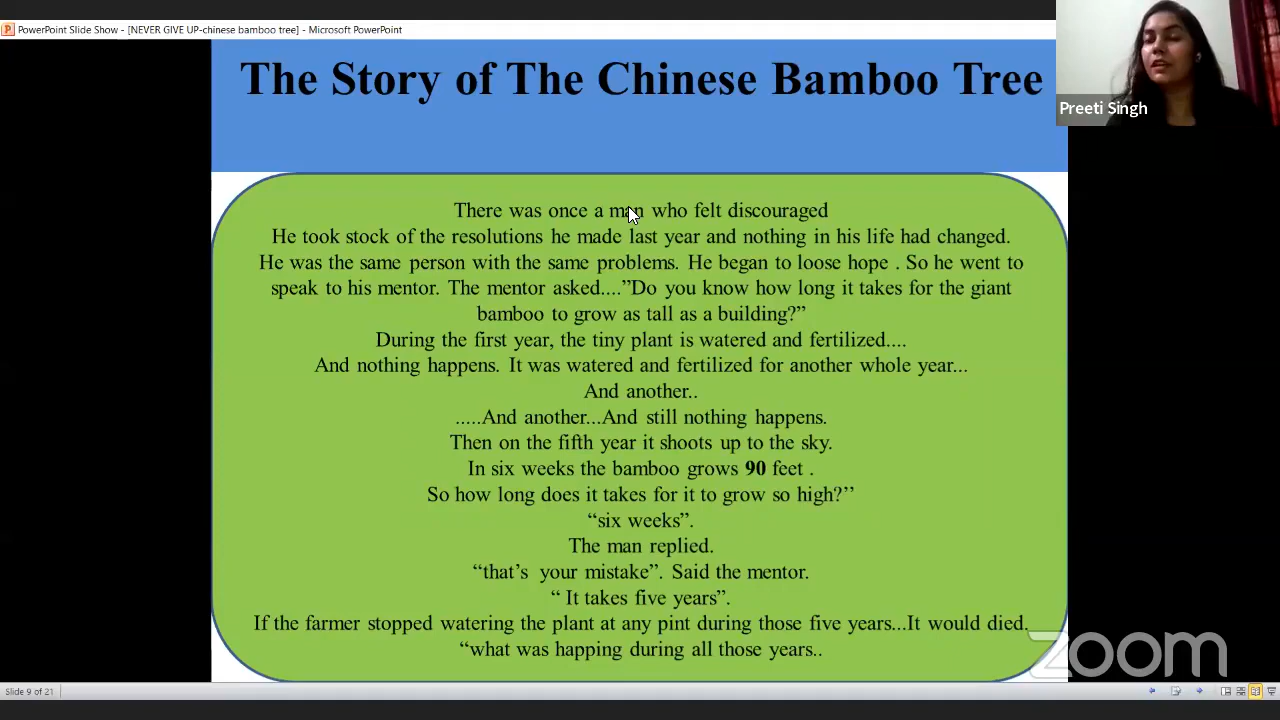 PowerPoint Slide Show - [NEVER GIVE UP-chinese bamboo tree] - Microsoft PowerPoint
The Story of The Chinese Bamboo Tree
Preeti Singh
There was once a man who felt discouraged
He took stock of the resolutions he made last year and nothing in his life had changed.
He was the same person with the same problems. He began to loose hope . So he went to
speak to his mentor. The mentor asked....”Do you know how long it takes for the giant
bamboo to grow as tall as a building?”
During the first year, the tiny plant is watered and fertilized....
And nothing happens. It was watered and fertilized for another whole year...
And another..
.....And another...And still nothing happens.
Then on the fifth year it shoots up to the sky.
In six weeks the bamboo grows 90 feet .
So how long does it takes for it to grow so high?’’
“six weeks”.
The man replied.
“that’s your mistake”. Said the mentor.
“ It takes five years”.
If the farmer stopped watering the plant at any pint during those five years...It would died.
“what was happing during all those years..
zoom
Slide 9 of 21